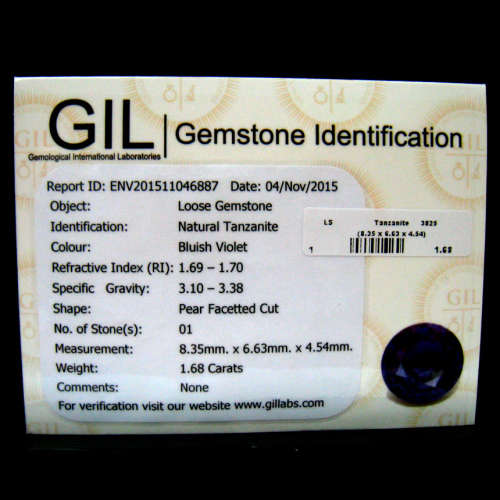 GIL | Gemstone Identification
Gemological International Laboratories
Report ID: ENV201511046887 Date: 04/Nov/2015
Object: Loose Gemstone
Identification: Natural Tanzanite
Colour: Bluish Violet
Refractive Index (RI): 1.69 – 1.70
Specific Gravity: 3.10 – 3.38
Shape: Pear Facetted Cut
No. of Stone(s): 01
Measurement: 8.35mm. x 6.63mm x 4.54mm.
Weight: 1.68 Carats
Comments: None
For verification visit our website www.gillabs.com
LS Tanzanite 3825
(8.35 x 6.63 x 4.54)
1 1.68
GIL